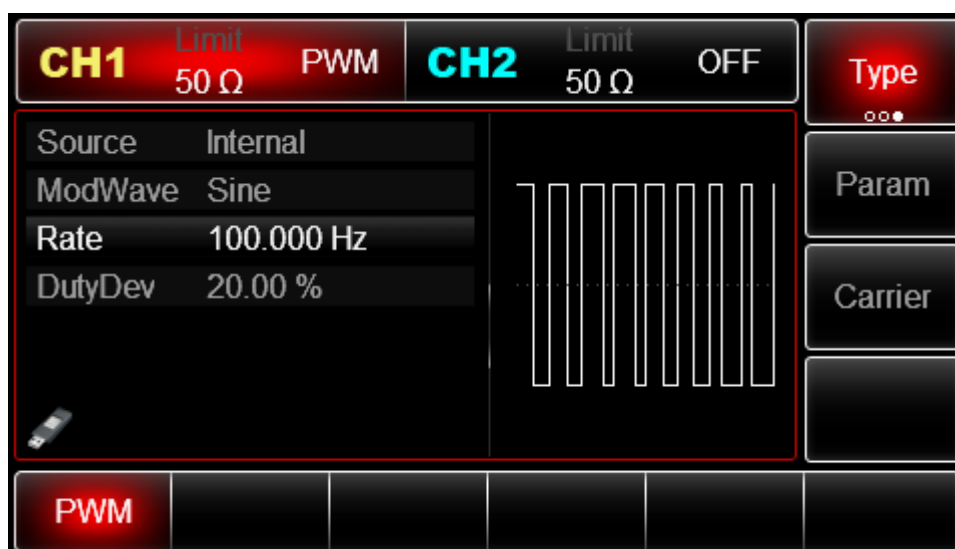 CH1 Limit 50 Ω PWM
CH2 Limit 50 Ω OFF
Type
Source Internal
ModWave Sine
Rate 100.000 Hz
DutyDev 20.00 %
Param
Carrier
PWM